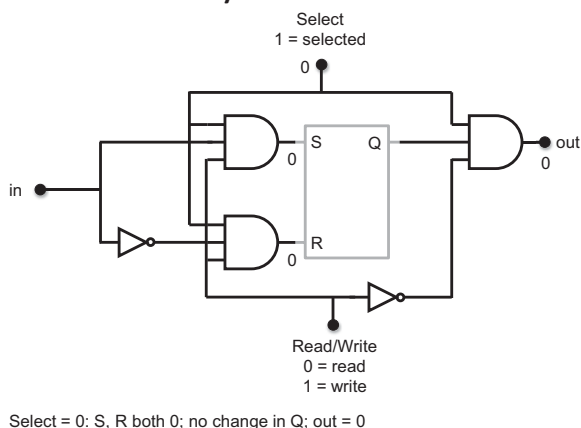 Select
1 = selected
0
S
Q
0
out
0
in
R
0
Read/Write
0 = read
1 = write
Select = 0: S, R both 0; no change in Q; out = 0